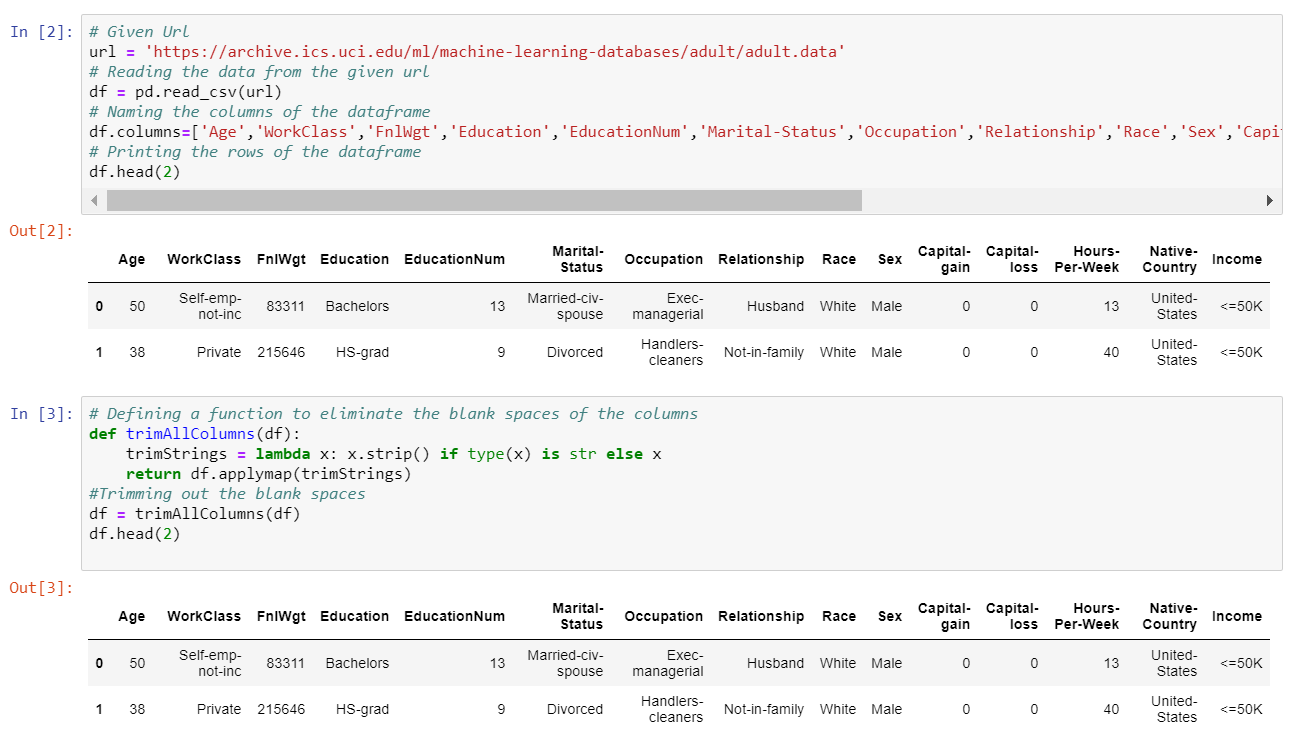 In [2]:
# Given Url
url = 'https://archive.ics.uci.edu/ml/machine-learning-databases/adult/adult.data'
# Reading the data from the given url
df = pd.read_csv(url)
# Naming the columns of the dataframe
df.columns=['Age','WorkClass','FnlWgt','Education','EducationNum','Marital-Status','Occupation','Relationship','Race','Sex','Capi
# Printing the rows of the dataframe
df.head(2)
Out[2]:
Age WorkClass FnlWgt Education EducationNum Marital-Status Occupation Relationship Race Sex Capital-gain Capital-loss Hours-Per-Week Native-Country Income
0 50 Self-emp-not-inc 83311 Bachelors 13 Married-civ-spouse Exec-managerial Husband White Male 0 0 13 United-States <=50K
1 38 Private 215646 HS-grad 9 Divorced Handlers-cleaners Not-in-family White Male 0 0 40 United-States <=50K
In [3]:
# Defining a function to eliminate the blank spaces of the columns
def trimAllColumns(df):
    trimStrings = lambda x: x.strip() if type(x) is str else x
    return df.applymap(trimStrings)
#Trimming out the blank spaces
df = trimAllColumns(df)
df.head(2)
Out[3]:
Age WorkClass FnlWgt Education EducationNum Marital-Status Occupation Relationship Race Sex Capital-gain Capital-loss Hours-Per-Week Native-Country Income
0 50 Self-emp-not-inc 83311 Bachelors 13 Married-civ-spouse Exec-managerial Husband White Male 0 0 13 United-States <=50K
1 38 Private 215646 HS-grad 9 Divorced Handlers-cleaners Not-in-family White Male 0 0 40 United-States <=50K